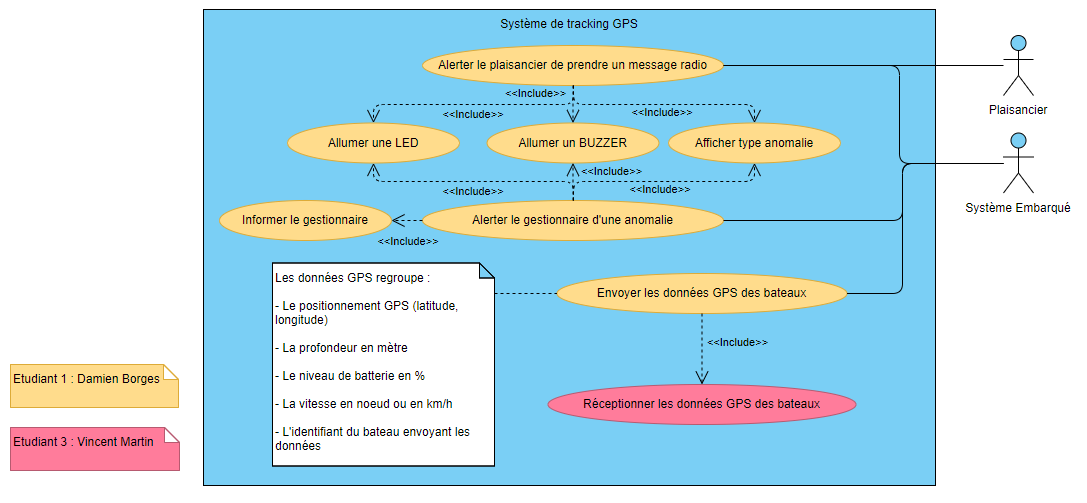 Système de tracking GPS
Alerter le plaisancier de prendre un message radio
<<Include>>
<<Include>>
<<Include>>
Plaisancier
Allumer une LED
Allumer un BUZZER
Afficher type anomalie
<<Include>>
<<Include>>
<<Include>>
Système Embarqué
Informer le gestionnaire
Alerter le gestionnaire d'une anomalie
<<Include>>
Les données GPS regroupe :
- Le positionnement GPS (latitude,
longitude)
- La profondeur en mètre
- Le niveau de batterie en %
- La vitesse en noeud ou en km/h
- L'identifiant du bateau envoyant les
données
Envoyer les données GPS des bateaux
<<Include>>
Réceptionner les données GPS des bateaux
Etudiant 1 : Damien Borges
Etudiant 3 : Vincent Martin